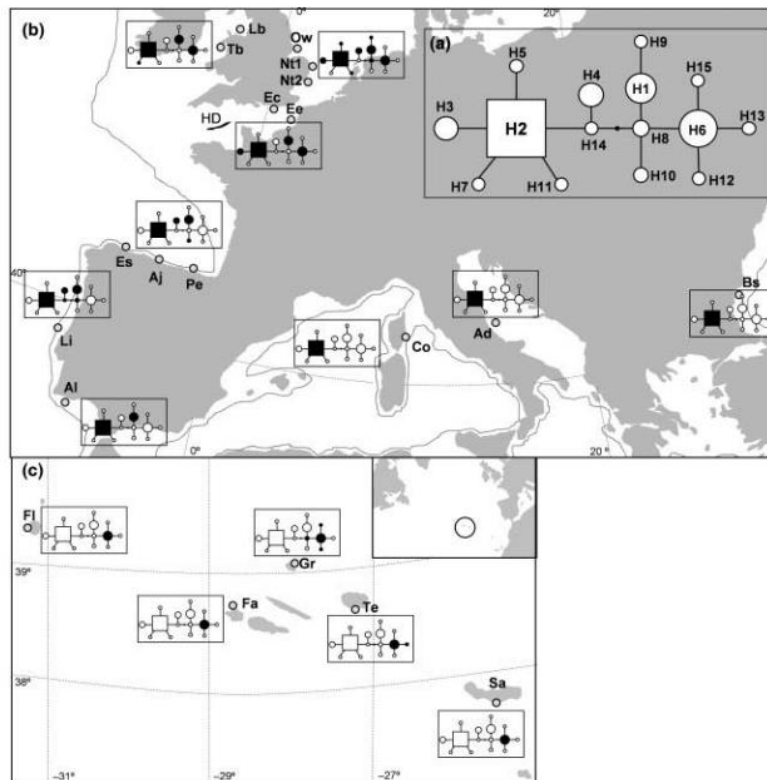 (b)
0°
20°
Lb
Ow
Tb
Nt1
Nt2
Ec
Ee
HD
(a)
H9
H5
H4
H15
H3
H1
H2
H6
H13
H14
H8
H7
H11
H10
H12
40°
Es
Aj
Pe
Li
Al
Co
Ad
Bs
0°
20°
(c)
Fl
Gr
39°
Fa
Te
38°
Sa
–31°
–29°
–27°